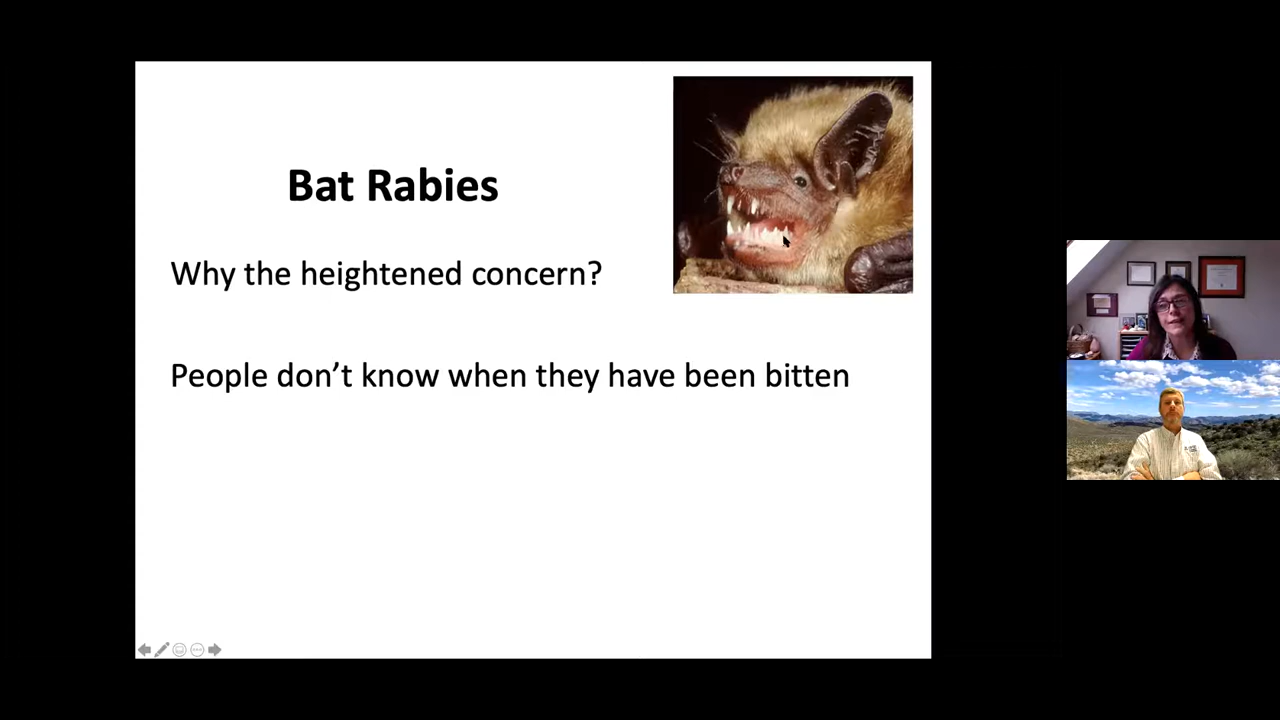 Bat Rabies
Why the heightened concern?
People don’t know when they have been bitten